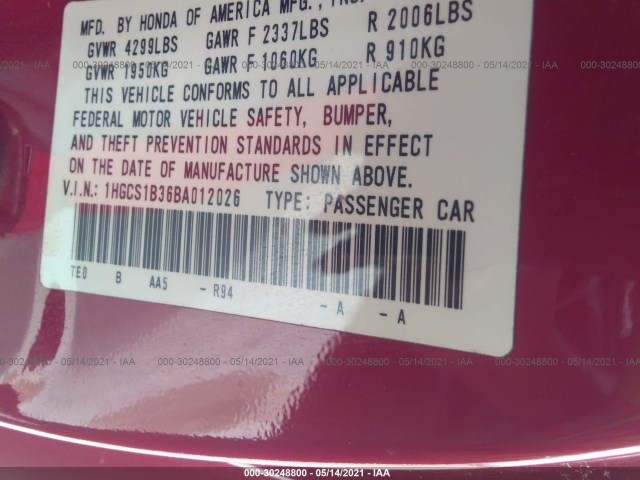 MFD. BY HONDA OF AMERICA MFG., INC.
GVWR 4299LBS GAWR F 2337LBS R 2006LBS
GVWR 1950KG GAWR F 1060KG R 910KG
THIS VEHICLE CONFORMS TO ALL APPLICABLE
FEDERAL MOTOR VEHICLE SAFETY, BUMPER,
AND THEFT PREVENTION STANDARDS IN EFFECT
ON THE DATE OF MANUFACTURE SHOWN ABOVE.
V.I.N.: 1HGCS1B36BA012026 TYPE: PASSENGER CAR
TE0 B AA5 - R94 - A - A
00-30248800 - 05/14/2021 - IAA